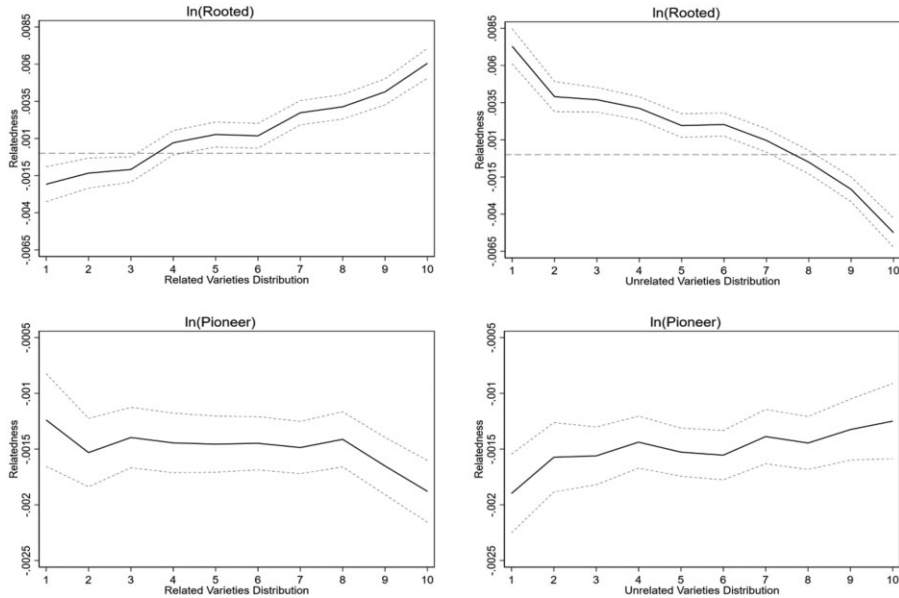 ln(Rooted)
Relatedness
.0085
.006
.0035
.001
-.0015
-.004
-.0065
1 2 3 4 5 6 7 8 9 10
Related Varieties Distribution
ln(Rooted)
Relatedness
.0085
.006
.0035
.001
-.0015
-.004
-.0065
1 2 3 4 5 6 7 8 9 10
Unrelated Varieties Distribution
ln(Pioneer)
Relatedness
-.0005
-.001
-.0015
-.002
-.0025
1 2 3 4 5 6 7 8 9 10
Related Varieties Distribution
ln(Pioneer)
Relatedness
-.0005
-.001
-.0015
-.002
-.0025
1 2 3 4 5 6 7 8 9 10
Unrelated Varieties Distribution